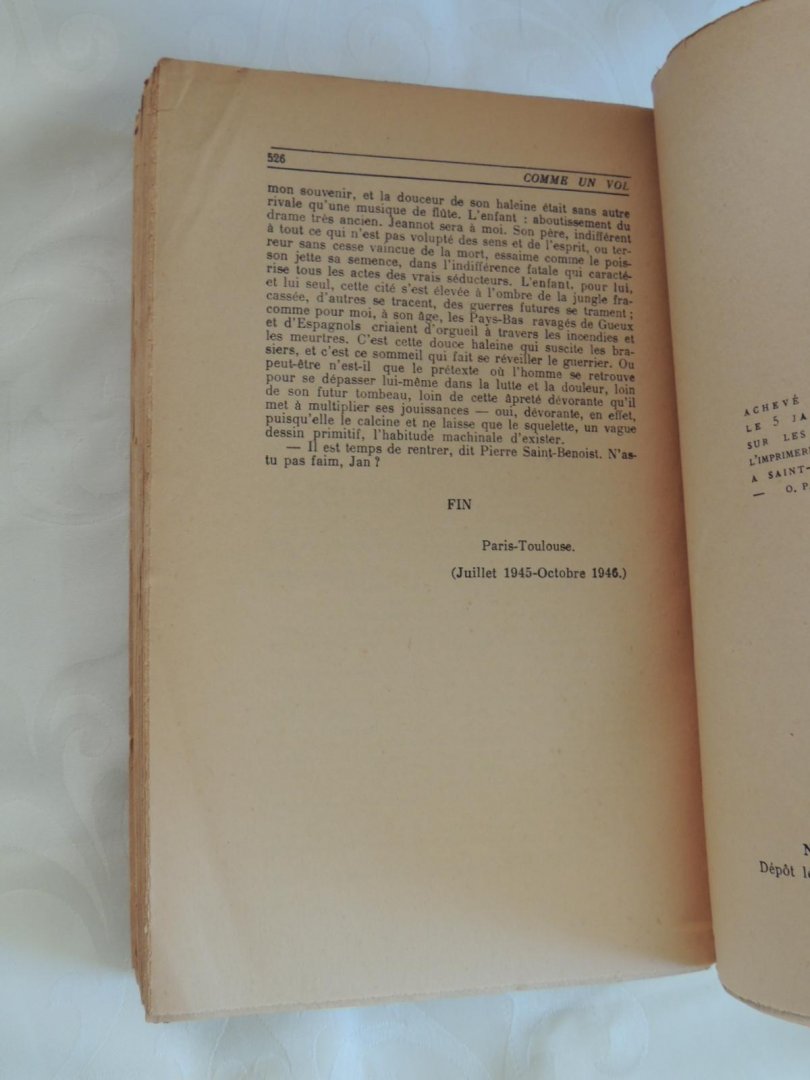 526
COMME UN VOL
mon souvenir, et la douceur de son haleine était sans autre
rivale qu'une musique de flûte. L'enfant : aboutissement du
drame très ancien. Jeannot sera à moi. Son père, indifférent
à tout ce qui n'est pas volupté des sens et de l'esprit, ou ter-
reur sans cesse vaincue de la mort, essaime comme le pois-
son jette sa semence, dans l'indifférence fatale qui caracté-
rise tous les actes des vrais séducteurs. L'enfant, pour lui,
et lui seul, cette cité s'est élevée à l'ombre de la jungle fra-
cassée, d'autres se tracent, des guerres futures se trament ;
comme pour moi, à son âge, les Pays-Bas ravagés de Gueux
et d'Espagnols criaient d'orgueil à travers les incendies et
les meurtres. C'est cette douce haleine qui suscite les bra-
siers, et c'est ce sommeil qui fait se réveiller le guerrier. Ou
peut-être n'est-il que le prétexte où l'homme se retrouve
pour se dépasser lui-même dans la lutte et la douleur, loin
de son futur tombeau, loin de cette âpreté dévorante qu'il
met à multiplier ses jouissances — oui, dévorante, en effet,
puisqu'elle le calcine et ne laisse que le squelette, un vague
dessin primitif, l'habitude machinale d'exister.
— Il est temps de rentrer, dit Pierre Saint-Benoist. N'as-
tu pas faim, Jan ?
FIN
Paris-Toulouse.
(Juillet 1945-Octobre 1946.)
ACHEVÉ
LE 5 JA
SUR LES
L'IMPRIMER
A SAINT-
— O. P.
N
Dépôt l